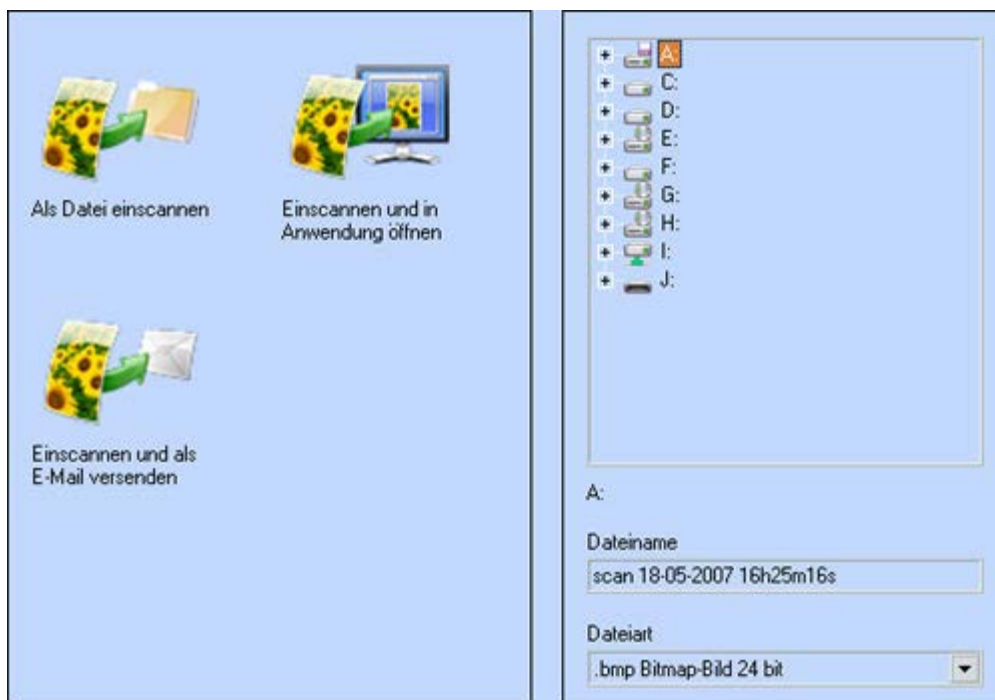 Als Datei einscannen
Einscannen und in
Anwendung öffnen
Einscannen und als
E-Mail versenden
A:
C:
D:
E:
F:
G:
H:
I:
J:
A:
Dateiname
scan 18-05-2007 16h25m16s
Dateiart
.bmp Bitmap-Bild 24 bit